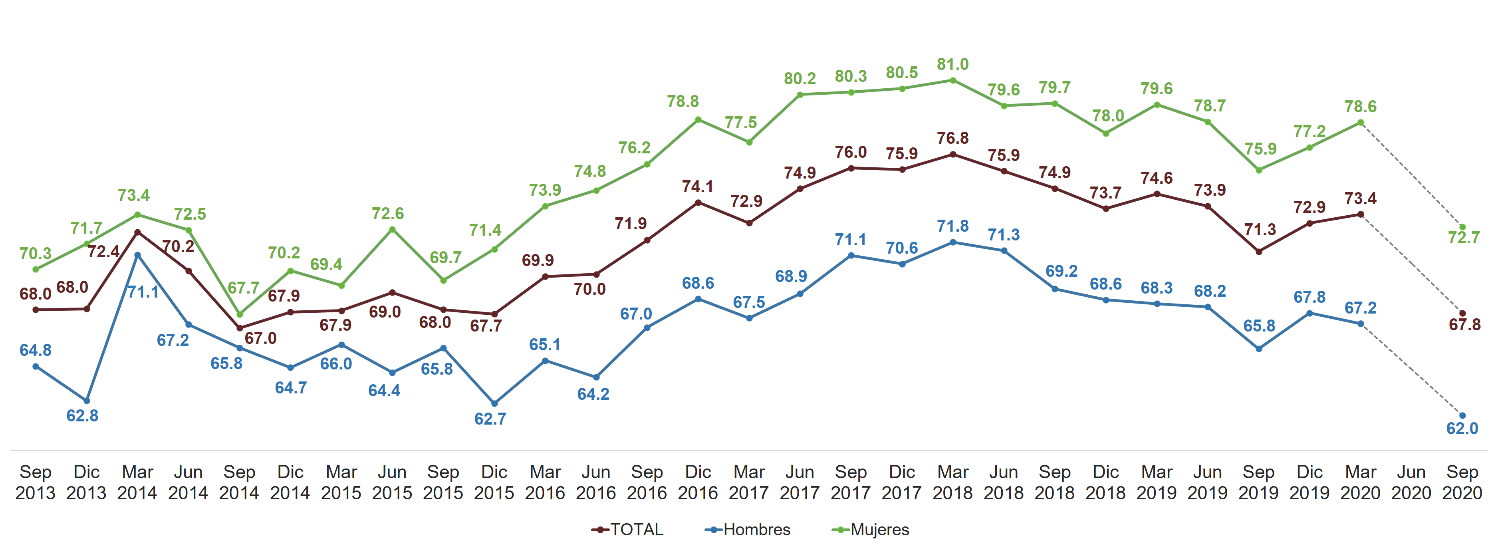 80.2 80.3 80.5 81.0 79.6 79.7 78.0 79.6 78.7 75.9 77.2 78.6 72.7
70.3 71.7 73.4 72.5 67.7 70.2 69.4 72.6 69.7 71.4 73.9 74.8 76.2 78.8 77.5
68.0 68.0 72.4 70.2 67.0 67.9 67.9 69.0 68.0 67.7 69.9 70.0 71.9 74.1 72.9 74.9 76.0 75.9 76.8 75.9 74.9 73.7 74.6 73.9 71.3 72.9 73.4 67.8
64.8 62.8 71.1 67.2 65.8 64.7 66.0 64.4 65.8 62.7 65.1 64.2 67.0 68.6 67.5 68.9 71.1 70.6 71.8 71.3 69.2 68.6 68.3 68.2 65.8 67.8 67.2 62.0
Sep Dic Mar Jun Sep Dic Mar Jun Sep Dic Mar Jun Sep Dic Mar Jun Sep Dic Mar Jun Sep Dic Mar Jun Sep Dic Mar Jun Sep
2013 2013 2014 2014 2014 2014 2015 2015 2015 2015 2016 2016 2016 2016 2017 2017 2017 2017 2018 2018 2018 2018 2019 2019 2019 2019 2020 2020 2020
TOTAL Hombres Mujeres